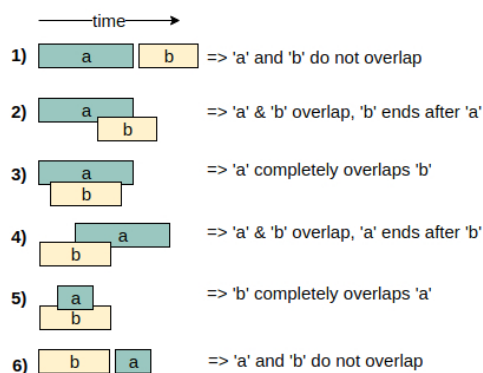 time
1) a b => 'a' and 'b' do not overlap
2) a b => 'a' & 'b' overlap, 'b' ends after 'a'
3) a b => 'a' completely overlaps 'b'
4) a b => 'a' & 'b' overlap, 'a' ends after 'b'
5) a b => 'b' completely overlaps 'a'
6) b a => 'a' and 'b' do not overlap